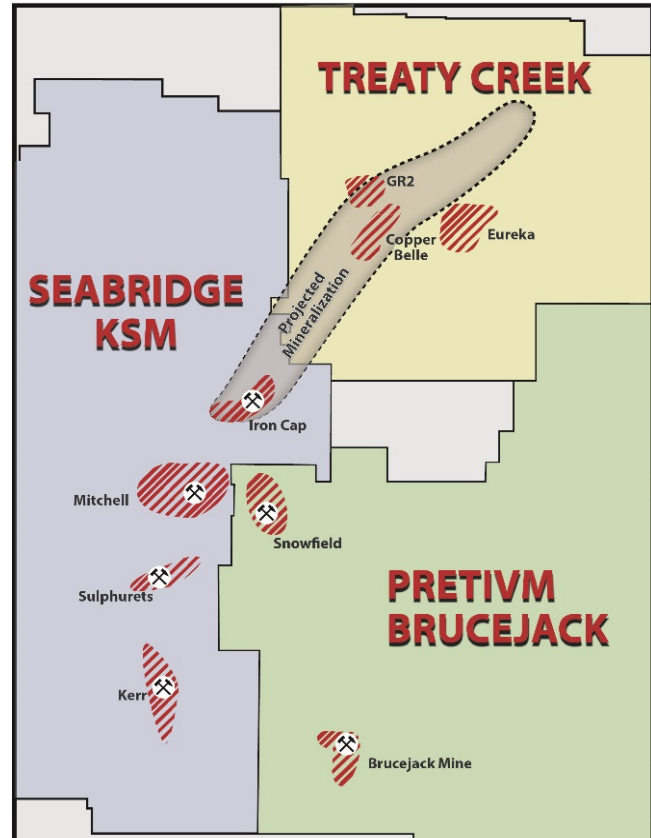 TREATY CREEK
GR2
Copper
Belle
Eureka
SEABRIDGE
KSM
Projected
Mineralization
Iron Cap
Mitchell
Snowfield
Sulphurets
PRETIVM
BRUCEJACK
Kerr
Brucejack Mine